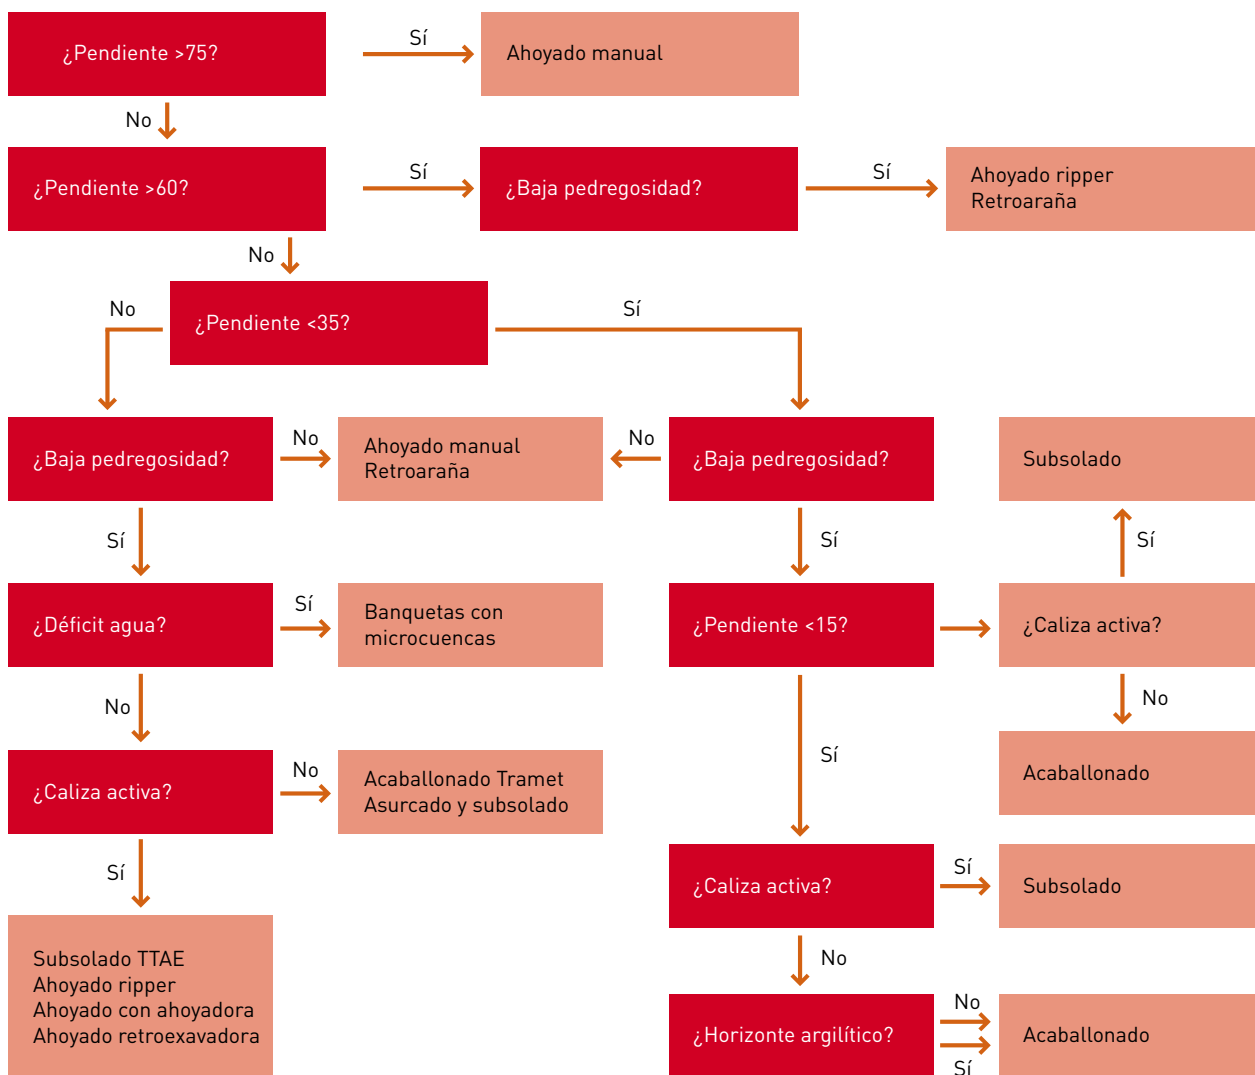 ¿Pendiente >75?
Sí
Ahoyado manual
No
¿Pendiente >60?
Sí
¿Baja pedregosidad?
Sí
Ahoyado ripper
Retroaraña
No
¿Pendiente <35?
No
Sí
¿Baja pedregosidad?
No
Ahoyado manual
Retroaraña
No
¿Baja pedregosidad?
Subsolado
Sí
Sí
Sí
¿Déficit agua?
Sí
Banquetas con
microcuencas
¿Pendiente <15?
¿Caliza activa?
No
No
Sí
¿Caliza activa?
No
Acaballonado Tramet
Asurcado y subsolado
Acaballonado
Sí
¿Caliza activa?
Sí
Subsolado
No
Subsolado TTAE
Ahoyado ripper
Ahoyado con ahoyadora
Ahoyado retroexavadora
¿Horizonte argilítico?
No
Sí
Acaballonado